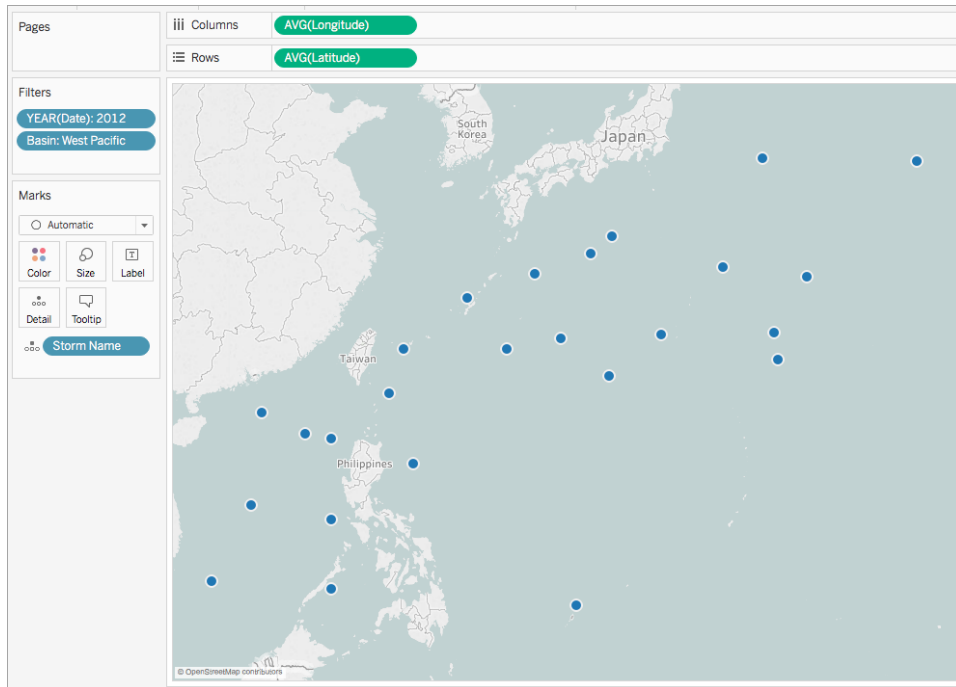 Pages
iii Columns
AVG(Longitude)
Rows
AVG(Latitude)
Filters
YEAR(Date): 2012
Basin: West Pacific
Marks
Automatic
Color
Size
T
Label
Detail
Tooltip
Storm Name
South
Korea
Japan
Taiwan
Philippines
© OpenStreetMap contributors